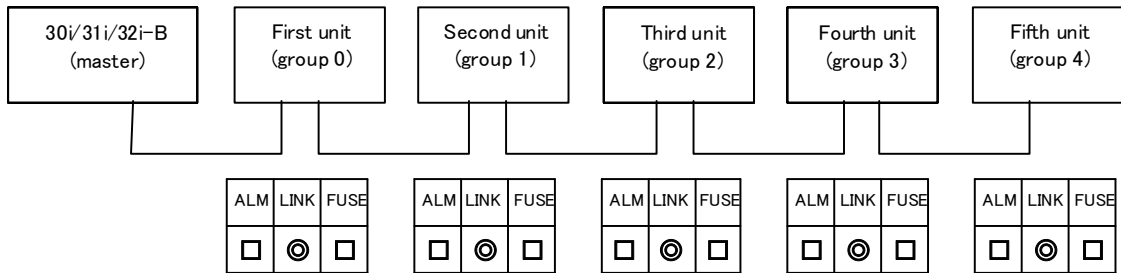 30i/31i/32i-B
(master)
First unit
(group 0)
Second unit
(group 1)
Third unit
(group 2)
Fourth unit
(group 3)
Fifth unit
(group 4)
ALM LINK FUSE
ALM LINK FUSE
ALM LINK FUSE
ALM LINK FUSE
ALM LINK FUSE